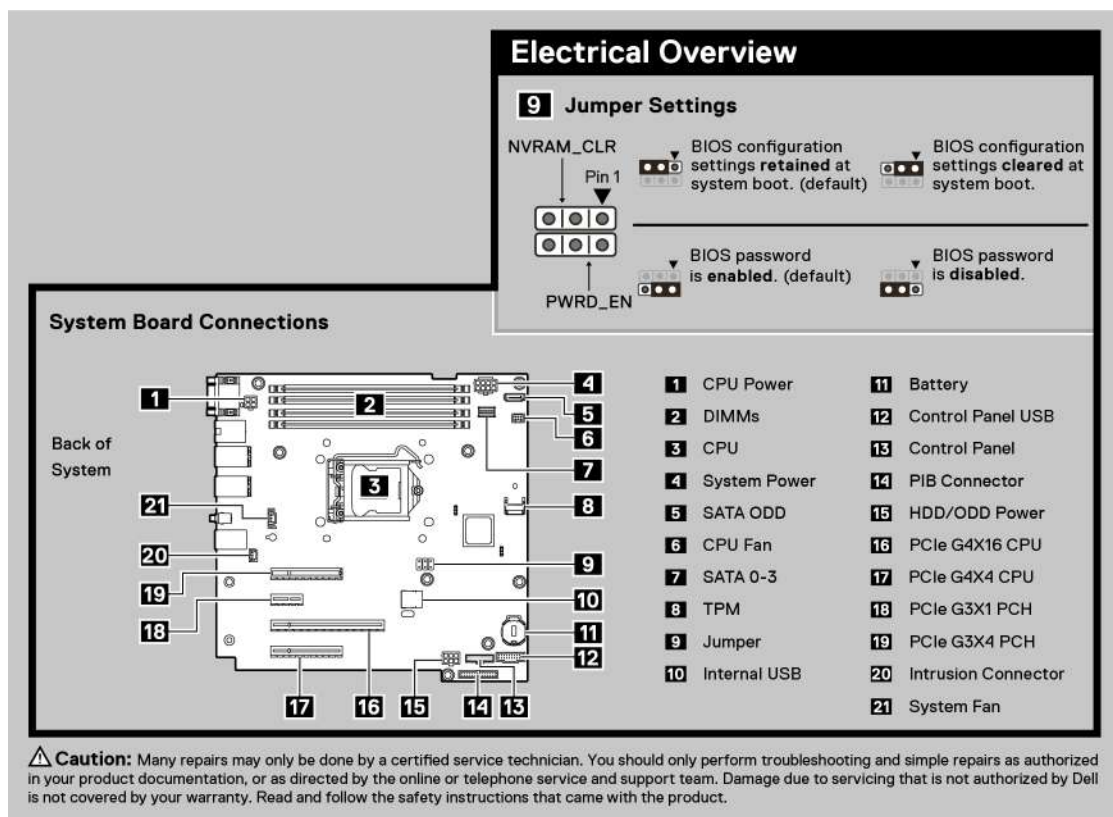 Electrical Overview
9 Jumper Settings
NVRAM_CLR
Pin 1
PWRD_EN
BIOS configuration
settings retained at
system boot. (default)
BIOS configuration
settings cleared at
system boot.
BIOS password
is enabled. (default)
BIOS password
is disabled.
System Board Connections
Back of
System
1
2
3
4
5
6
7
8
9
10
11
12
13
14
15
16
17
18
19
20
21
1 CPU Power
2 DIMMs
3 CPU
4 System Power
5 SATA ODD
6 CPU Fan
7 SATA 0-3
8 TPM
9 Jumper
10 Internal USB
11 Battery
12 Control Panel USB
13 Control Panel
14 PIB Connector
15 HDD/ODD Power
16 PCIe G4X16 CPU
17 PCIe G4X4 CPU
18 PCIe G3X1 PCH
19 PCIe G3X4 PCH
20 Intrusion Connector
21 System Fan
Caution: Many repairs may only be done by a certified service technician. You should only perform troubleshooting and simple repairs as authorized
in your product documentation, or as directed by the online or telephone service and support team. Damage due to servicing that is not authorized by Dell
is not covered by your warranty. Read and follow the safety instructions that came with the product.